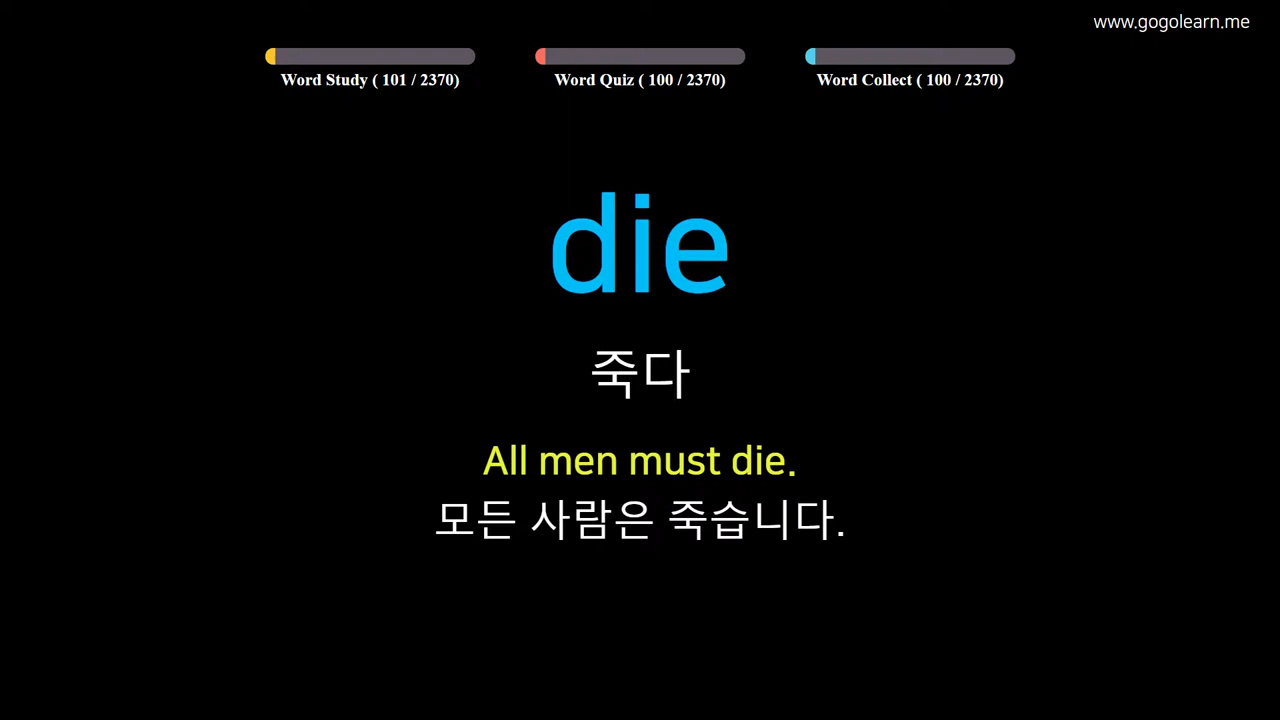 www.gogolearn.me
Word Study ( 101 / 2370)
Word Quiz ( 100 / 2370)
Word Collect ( 100 / 2370)
die
죽다
All men must die.
모든 사람은 죽습니다.